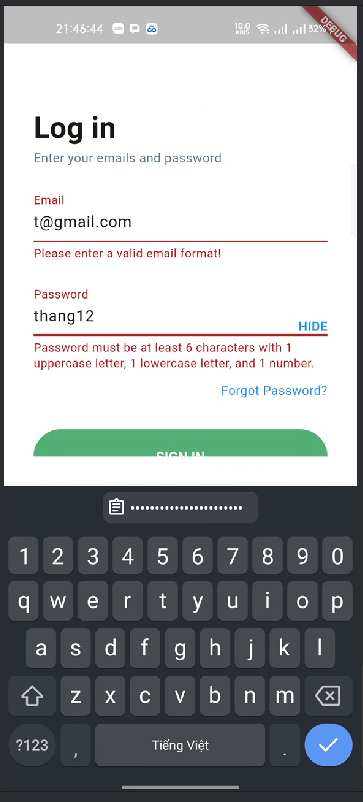 21:46:44
10.0
KB/S
32%
DEBUG
Log in
Enter your emails and password
Email
t@gmail.com
Please enter a valid email format!
Password
thang12
HIDE
Password must be at least 6 characters with 1
uppercase letter, 1 lowercase letter, and 1 number.
Forgot Password?
SIGN IN
••••••••••••••••••••••
1 2 3 4 5 6 7 8 9 0
q w e r t y u i o p
a s d f g h j k l
z x c v b n m
?123 , Tiếng Việt .